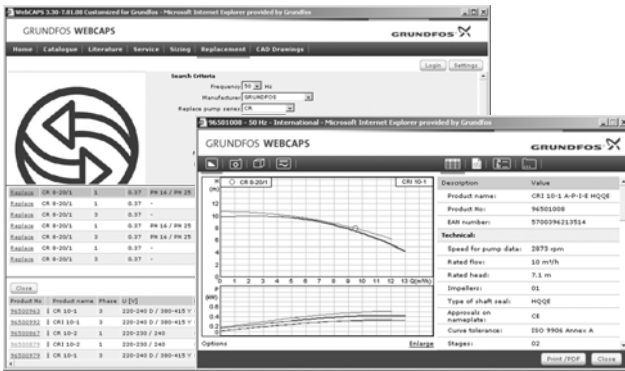 WebCAPS 3.30-7.01.00 Customized for Grundfos - Microsoft Internet Explorer provided by Grundfos
GRUNDFOS WEBCAPS
GRUNDFOS
Home Catalogue Literature Service Sizing Replacement CAD Drawings
Login Settings
Search Criteria
Frequency: 50 Hz
Manufacturer: GRUNDFOS
Replace pump series: CR
Replace CR 8-20/1 1 0.37 PN 16 / PN 25
Replace CR 8-20/1 1 0.37 -
Replace CR 8-20/1 3 0.37 -
Replace CR 8-20/1 3 0.37 PN 16 / PN 25
Replace CR 8-20/1 1 0.37 PN 16 / PN 25
Replace CR 8-20/1 1 0.37 -
Replace CR 8-20/1 3 0.37 -
Close
Product No Product name Phase U [V]
96500963 CR 10-1 3 220-240 D / 380-415 Y
96500992 CRI 10-1 3 220-240 D / 380-415 Y
CR 10-2 1 220-230 / 240
CRI 10-2 1 220-230 / 240
CR 10-1 3 220-240 D / 380-415 Y
96501008 - 50 Hz - International - Microsoft Internet Explorer provided by Grundfos
GRUNDFOS WEBCAPS
GRUNDFOS
H
(m)
CR 8-20/1
CRI 10-1
12
10
8
6
4
2
0
0 1 2 3 4 5 6 7 8 9 10 11 12 13 Q(m³/h)
P
(kW)
0.6
0.4
0.2
0.0
Options
Enlarge
Description Value
Product name: CRI 10-1 A-P-I-E HQQE
Product No: 96501008
EAN number: 5700396213514
Technical:
Speed for pump data: 2873 rpm
Rated flow: 10 m³/h
Rated head: 7.1 m
Impellers: 01
Type of shaft seal: HQQE
Approvals on nameplate: CE
Curve tolerance: ISO 9906 Annex A
Stages: 02
Print /PDF Close